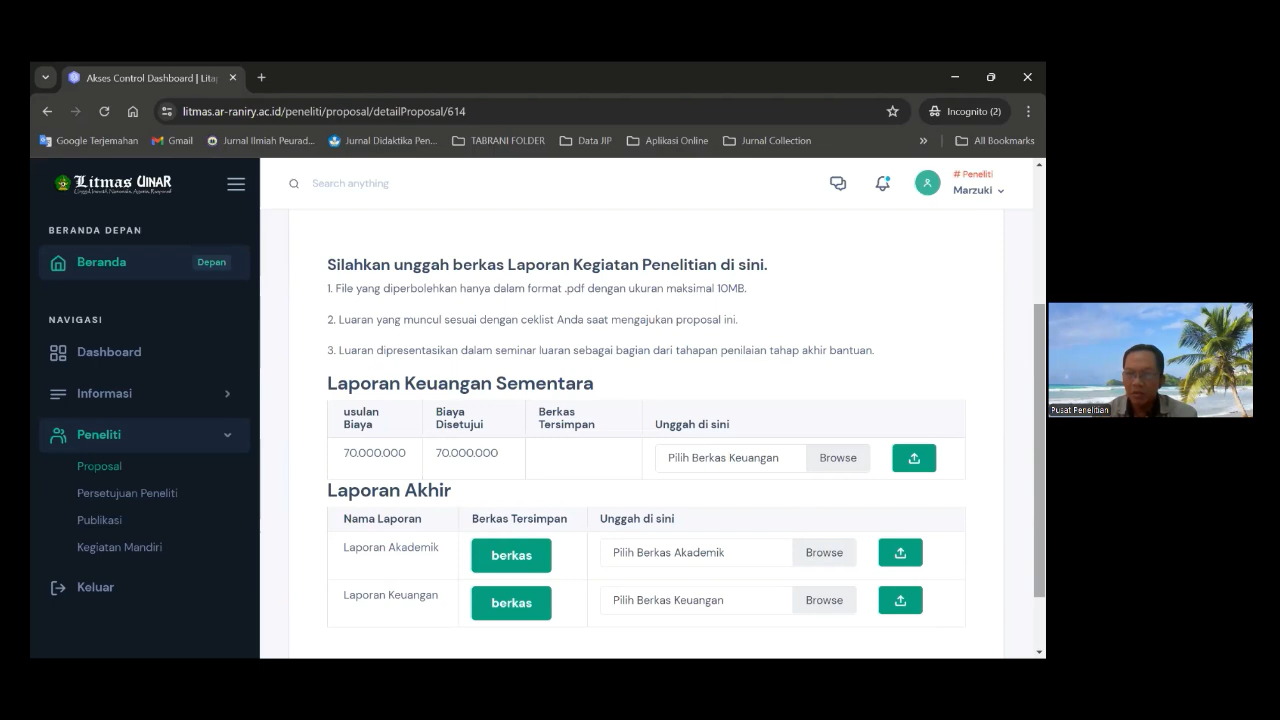 Akses Control Dashboard | Lita
litmas.ar-raniry.ac.id/peneliti/proposal/detailProposal/614
Incognito (2)
Google Terjemahan
Gmail
Jurnal Ilmiah Peurad...
Jurnal Didaktika Pen...
TABRANI FOLDER
Data JIP
Aplikasi Online
Jurnal Collection
»
All Bookmarks
Litmas UINAR
Search anything
# Peneliti
Marzuki
BERANDA DEPAN
Beranda
Depan
NAVIGASI
Dashboard
Informasi
Peneliti
Proposal
Persetujuan Peneliti
Publikasi
Kegiatan Mandiri
Keluar
Silahkan unggah berkas Laporan Kegiatan Penelitian di sini.
1. File yang diperbolehkan hanya dalam format .pdf dengan ukuran maksimal 10MB.
2. Luaran yang muncul sesuai dengan ceklist Anda saat mengajukan proposal ini.
3. Luaran dipresentasikan dalam seminar luaran sebagai bagian dari tahapan penilaian tahap akhir bantuan.
Laporan Keuangan Sementara
usulan Biaya
Biaya Disetujui
Berkas Tersimpan
Unggah di sini
70.000.000
70.000.000
Pilih Berkas Keuangan
Browse
Laporan Akhir
Nama Laporan
Berkas Tersimpan
Unggah di sini
Laporan Akademik
berkas
Pilih Berkas Akademik
Browse
Laporan Keuangan
berkas
Pilih Berkas Keuangan
Browse
Pusat Penelitian